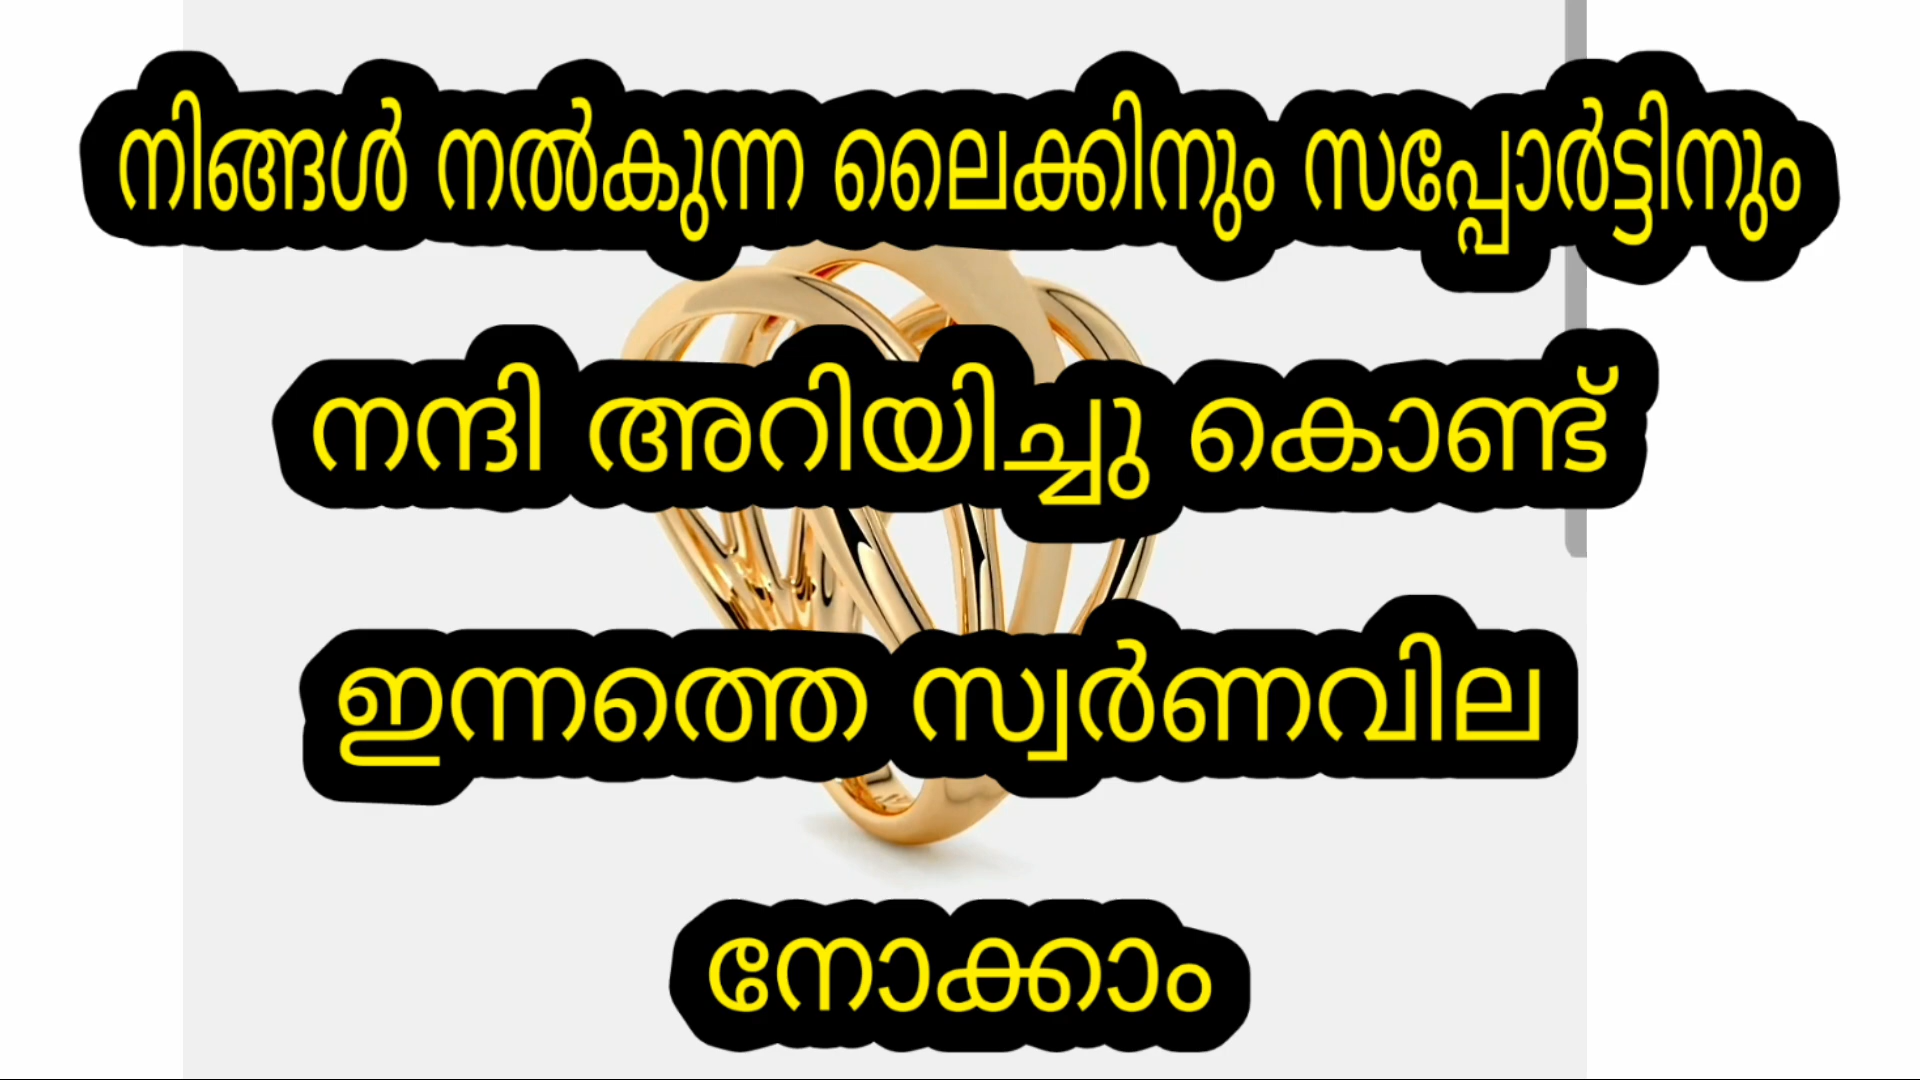 നിങ്ങൾ നൽകുന്ന ലൈക്കിനും സപ്പോർട്ടിനും
നന്ദി അറിയിച്ചു കൊണ്ട്
ഇന്നത്തെ സ്വർണവില
നോക്കാം